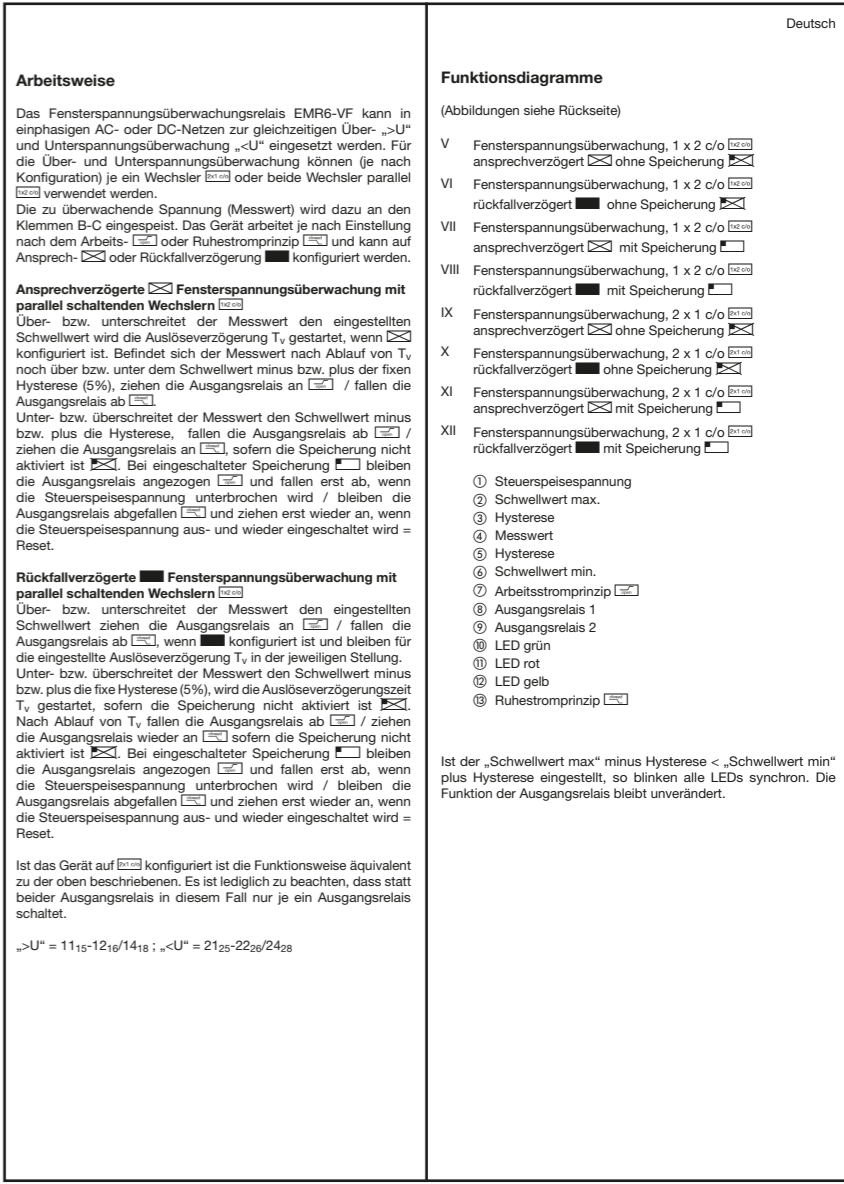 Deutsch
Arbeitsweise
Das Fensterspannungsüberwachungsrelais EMR6-VF kann in
einphasigen AC- oder DC-Netzen zur gleichzeitigen Über- „>U“
und Unterspannungsüberwachung „<U“ eingesetzt werden. Für
die Über- und Unterspannungsüberwachung können (je nach
Konfiguration) je ein Wechsler 2x1 c/o oder beide Wechsler parallel
1x2 c/o verwendet werden.
Die zu überwachende Spannung (Messwert) wird dazu an den
Klemmen B-C eingespeist. Das Gerät arbeitet je nach Einstellung
nach dem Arbeits- open oder Ruhestromprinzip closed und kann auf
Ansprech- oder Rückfallverzögerung konfiguriert werden.
Ansprechverzögerte Fensterspannungsüberwachung mit
parallel schaltenden Wechslern 1x2 c/o
Über- bzw. unterschreitet der Messwert den eingestellten
Schwellwert wird die Auslöseverzögerung Tv gestartet, wenn
konfiguriert ist. Befindet sich der Messwert nach Ablauf von Tv
noch über bzw. unter dem Schwellwert minus bzw. plus der fixen
Hysterese (5%), ziehen die Ausgangsrelais an open / fallen die
Ausgangsrelais ab closed.
Unter- bzw. überschreitet der Messwert den Schwellwert minus
bzw. plus die Hysterese, fallen die Ausgangsrelais ab open /
ziehen die Ausgangsrelais an closed, sofern die Speicherung nicht
aktiviert ist. Bei eingeschalteter Speicherung bleiben
die Ausgangsrelais angezogen open und fallen erst ab, wenn
die Steuerspeisespannung unterbrochen wird / bleiben die
Ausgangsrelais abgefallen closed und ziehen erst wieder an, wenn
die Steuerspeisespannung aus- und wieder eingeschaltet wird =
Reset.
Rückfallverzögerte Fensterspannungsüberwachung mit
parallel schaltenden Wechslern 1x2 c/o
Über- bzw. unterschreitet der Messwert den eingestellten
Schwellwert ziehen die Ausgangsrelais an open / fallen die
Ausgangsrelais ab closed, wenn konfiguriert ist und bleiben für
die eingestellte Auslöseverzögerung Tv in der jeweiligen Stellung.
Unter- bzw. überschreitet der Messwert den Schwellwert minus
bzw. plus die fixe Hysterese (5%), wird die Auslöseverzögerungszeit
Tv gestartet, sofern die Speicherung nicht aktiviert ist.
Nach Ablauf von Tv fallen die Ausgangsrelais ab open / ziehen
die Ausgangsrelais wieder an closed sofern die Speicherung nicht
aktiviert ist. Bei eingeschalteter Speicherung bleiben
die Ausgangsrelais angezogen open und fallen erst ab, wenn
die Steuerspeisespannung unterbrochen wird / bleiben die
Ausgangsrelais abgefallen closed und ziehen erst wieder an, wenn
die Steuerspeisespannung aus- und wieder eingeschaltet wird =
Reset.
Ist das Gerät auf 2x1 c/o konfiguriert ist die Funktionsweise äquivalent
zu der oben beschriebenen. Es ist lediglich zu beachten, dass statt
beider Ausgangsrelais in diesem Fall nur je ein Ausgangsrelais
schaltet.
„>U“ = 11₁₅-12₁₆/14₁₈ ; „<U“ = 21₂₅-22₂₆/24₂₈
Funktionsdiagramme
(Abbildungen siehe Rückseite)
V Fensterspannungsüberwachung, 1 x 2 c/o 1x2 c/o
ansprechverzögert ohne Speicherung
VI Fensterspannungsüberwachung, 1 x 2 c/o 1x2 c/o
rückfallverzögert ohne Speicherung
VII Fensterspannungsüberwachung, 1 x 2 c/o 1x2 c/o
ansprechverzögert mit Speicherung
VIII Fensterspannungsüberwachung, 1 x 2 c/o 1x2 c/o
rückfallverzögert mit Speicherung
IX Fensterspannungsüberwachung, 2 x 1 c/o 2x1 c/o
ansprechverzögert ohne Speicherung
X Fensterspannungsüberwachung, 2 x 1 c/o 2x1 c/o
rückfallverzögert ohne Speicherung
XI Fensterspannungsüberwachung, 2 x 1 c/o 2x1 c/o
ansprechverzögert mit Speicherung
XII Fensterspannungsüberwachung, 2 x 1 c/o 2x1 c/o
rückfallverzögert mit Speicherung
① Steuerspeisespannung
② Schwellwert max.
③ Hysterese
④ Messwert
⑤ Hysterese
⑥ Schwellwert min.
⑦ Arbeitsstromprinzip open
⑧ Ausgangsrelais 1
⑨ Ausgangsrelais 2
⑩ LED grün
⑪ LED rot
⑫ LED gelb
⑬ Ruhestromprinzip closed
Ist der „Schwellwert max“ minus Hysterese < „Schwellwert min“
plus Hysterese eingestellt, so blinken alle LEDs synchron. Die
Funktion der Ausgangsrelais bleibt unverändert.